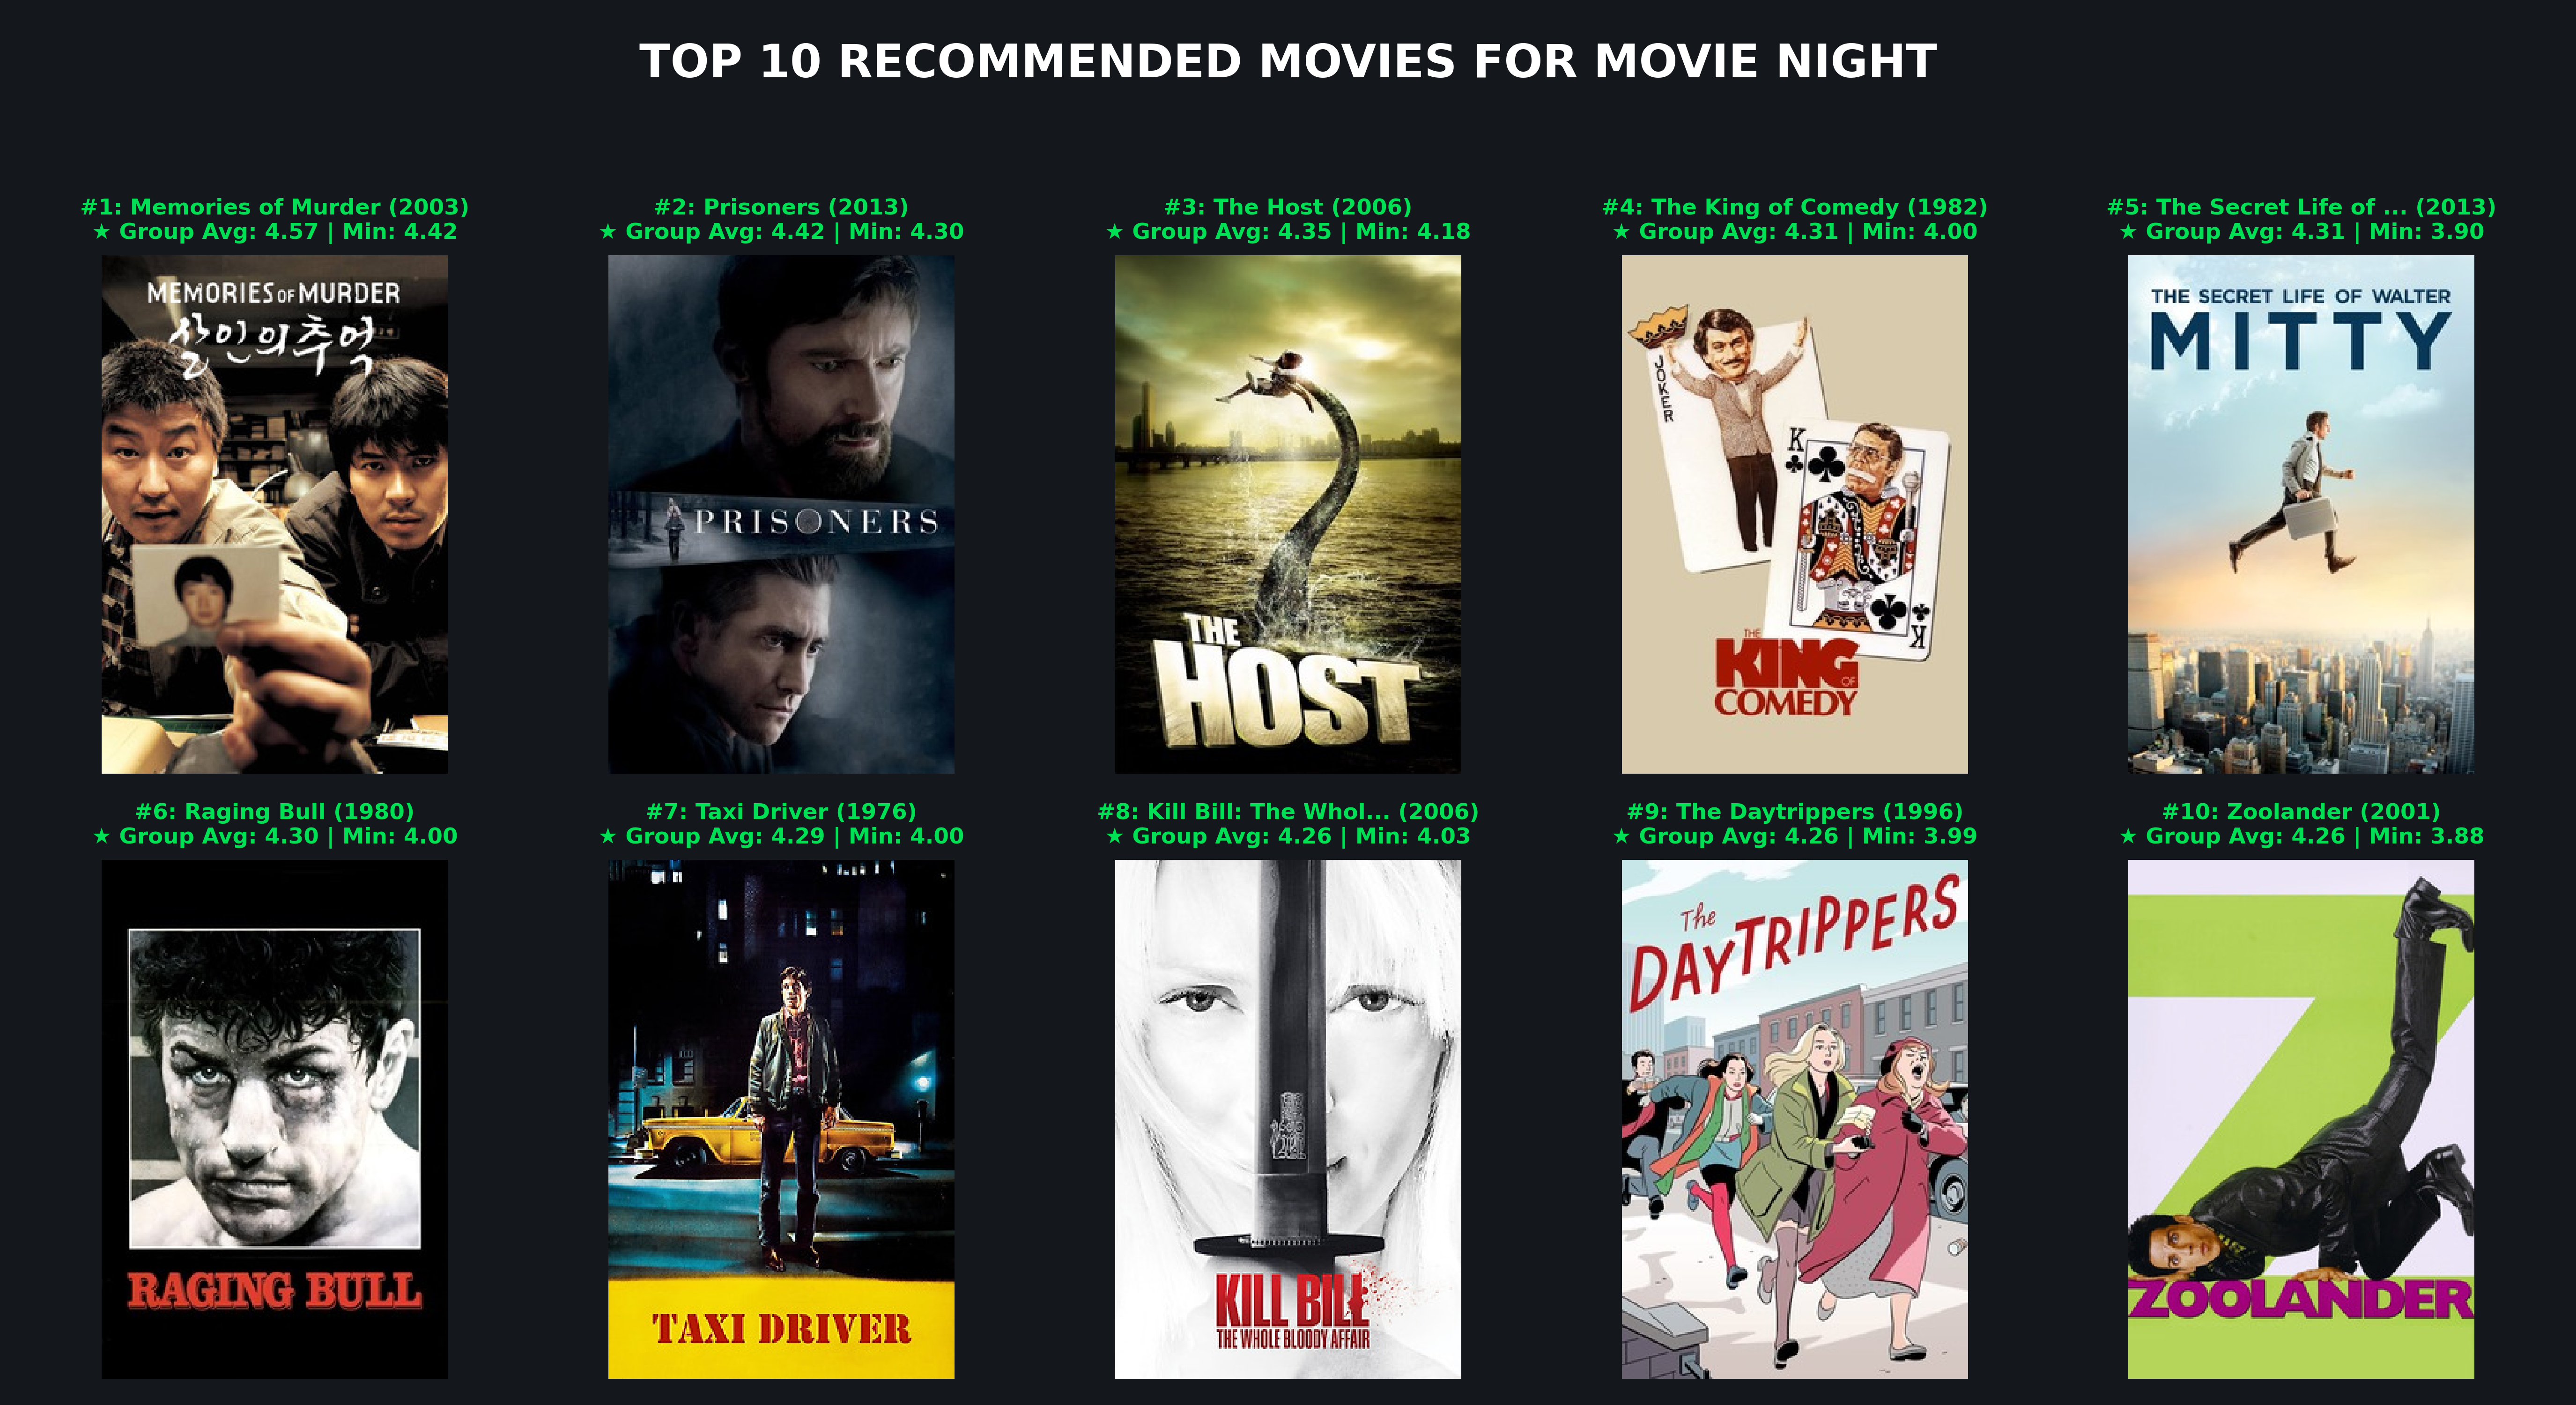 TOP 10 RECOMMENDED MOVIES FOR MOVIE NIGHT
#1: Memories of Murder (2003)
★ Group Avg: 4.57 | Min: 4.42
MEMORIES OF MURDER
살인의추억
#2: Prisoners (2013)
★ Group Avg: 4.42 | Min: 4.30
PRISONERS
#3: The Host (2006)
★ Group Avg: 4.35 | Min: 4.18
THE
HOST
#4: The King of Comedy (1982)
★ Group Avg: 4.31 | Min: 4.00
JOKER
K
K
THE
KING OF
COMEDY
#5: The Secret Life of ... (2013)
★ Group Avg: 4.31 | Min: 3.90
THE SECRET LIFE OF WALTER
MITTY
#6: Raging Bull (1980)
★ Group Avg: 4.30 | Min: 4.00
RAGING BULL
#7: Taxi Driver (1976)
★ Group Avg: 4.29 | Min: 4.00
TAXI DRIVER
#8: Kill Bill: The Whol... (2006)
★ Group Avg: 4.26 | Min: 4.03
KILL BILL
THE WHOLE BLOODY AFFAIR
#9: The Daytrippers (1996)
★ Group Avg: 4.26 | Min: 3.99
The
DAYTRIPPERS
#10: Zoolander (2001)
★ Group Avg: 4.26 | Min: 3.88
Z
ZOOLANDER